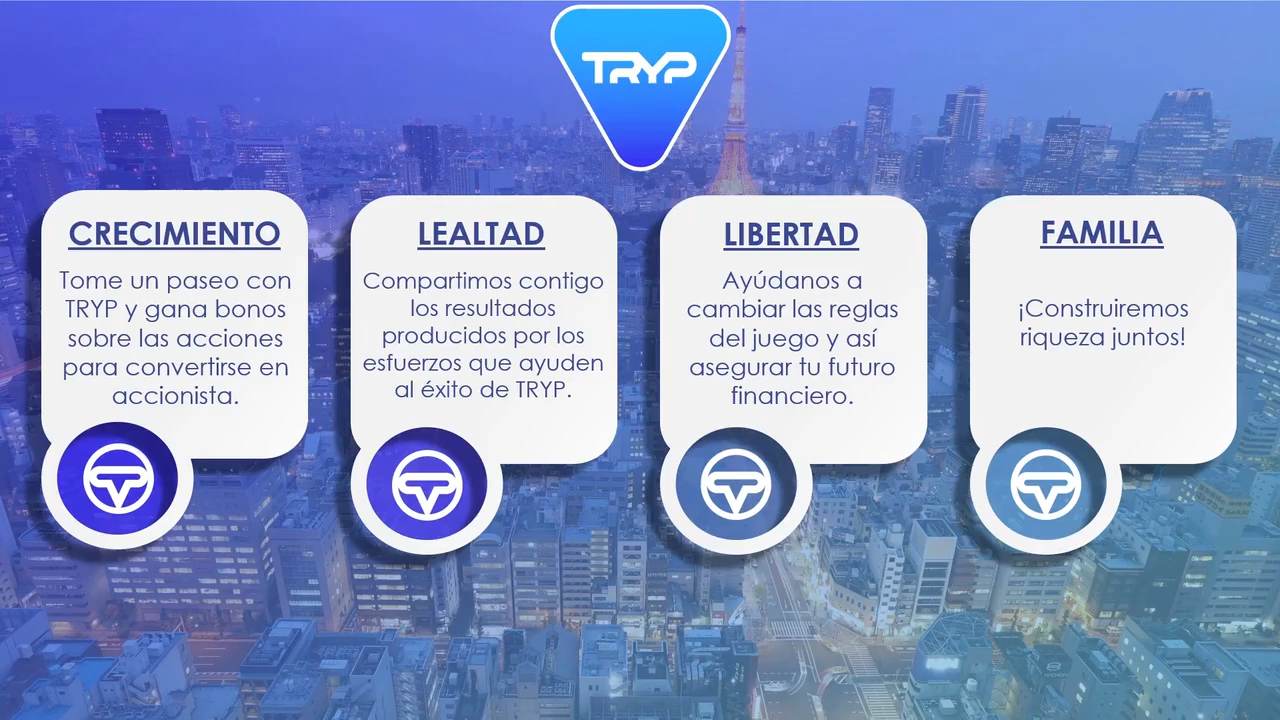 TRYP
CRECIMIENTO
Tome un paseo con
TRYP y gana bonos
sobre las acciones
para convertirse en
accionista.
LEALTAD
Compartimos contigo
los resultados
producidos por los
esfuerzos que ayuden
al éxito de TRYP.
LIBERTAD
Ayúdanos a
cambiar las reglas
del juego y así
asegurar tu futuro
financiero.
FAMILIA
¡Construiremos
riqueza juntos!